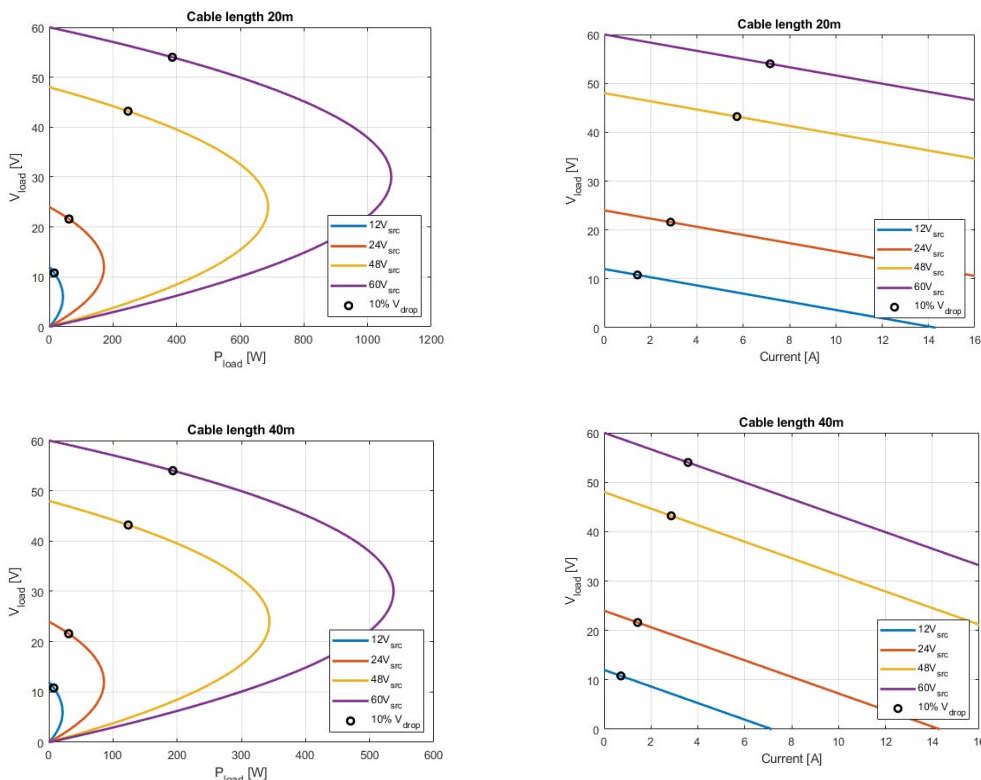 Cable length 20m
60
50
40
30
20
10
0
V_load [V]
0 200 400 600 800 1000 1200
P_load [W]
12V_src
24V_src
48V_src
60V_src
10% V_drop
Cable length 20m
60
50
40
30
20
10
0
V_load [V]
0 2 4 6 8 10 12 14 16
Current [A]
12V_src
24V_src
48V_src
60V_src
10% V_drop
Cable length 40m
60
50
40
30
20
10
0
V_load [V]
0 100 200 300 400 500 600
P_load [W]
12V_src
24V_src
48V_src
60V_src
10% V_drop
Cable length 40m
60
50
40
30
20
10
0
V_load [V]
0 2 4 6 8 10 12 14 16
Current [A]
12V_src
24V_src
48V_src
60V_src
10% V_drop